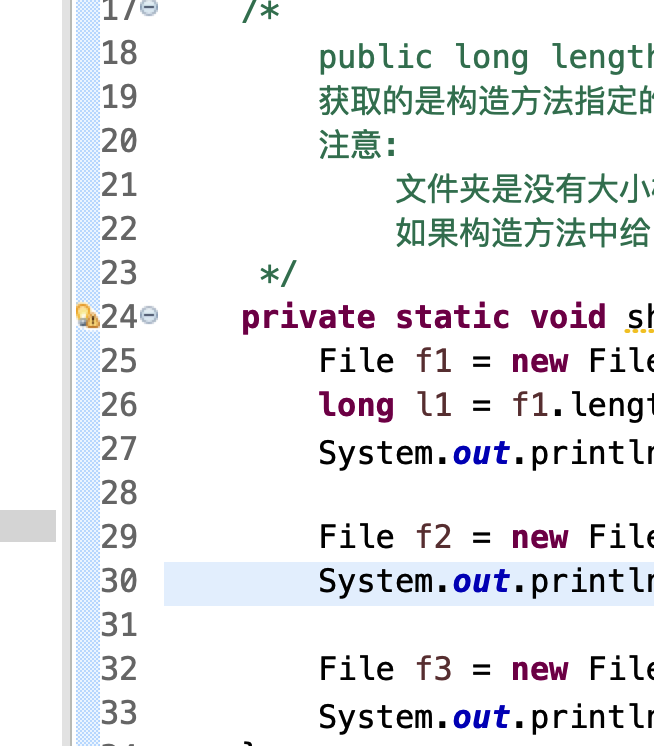 17 /*
18 public long length
19 获取的是构造方法指定的
20 注意:
21 文件夹是没有大小
22 如果构造方法中给
23 */
24 private static void sh
25 File f1 = new File
26 long l1 = f1.lengt
27 System.out.println
28
29 File f2 = new File
30 System.out.println
31
32 File f3 = new File
33 System.out.println